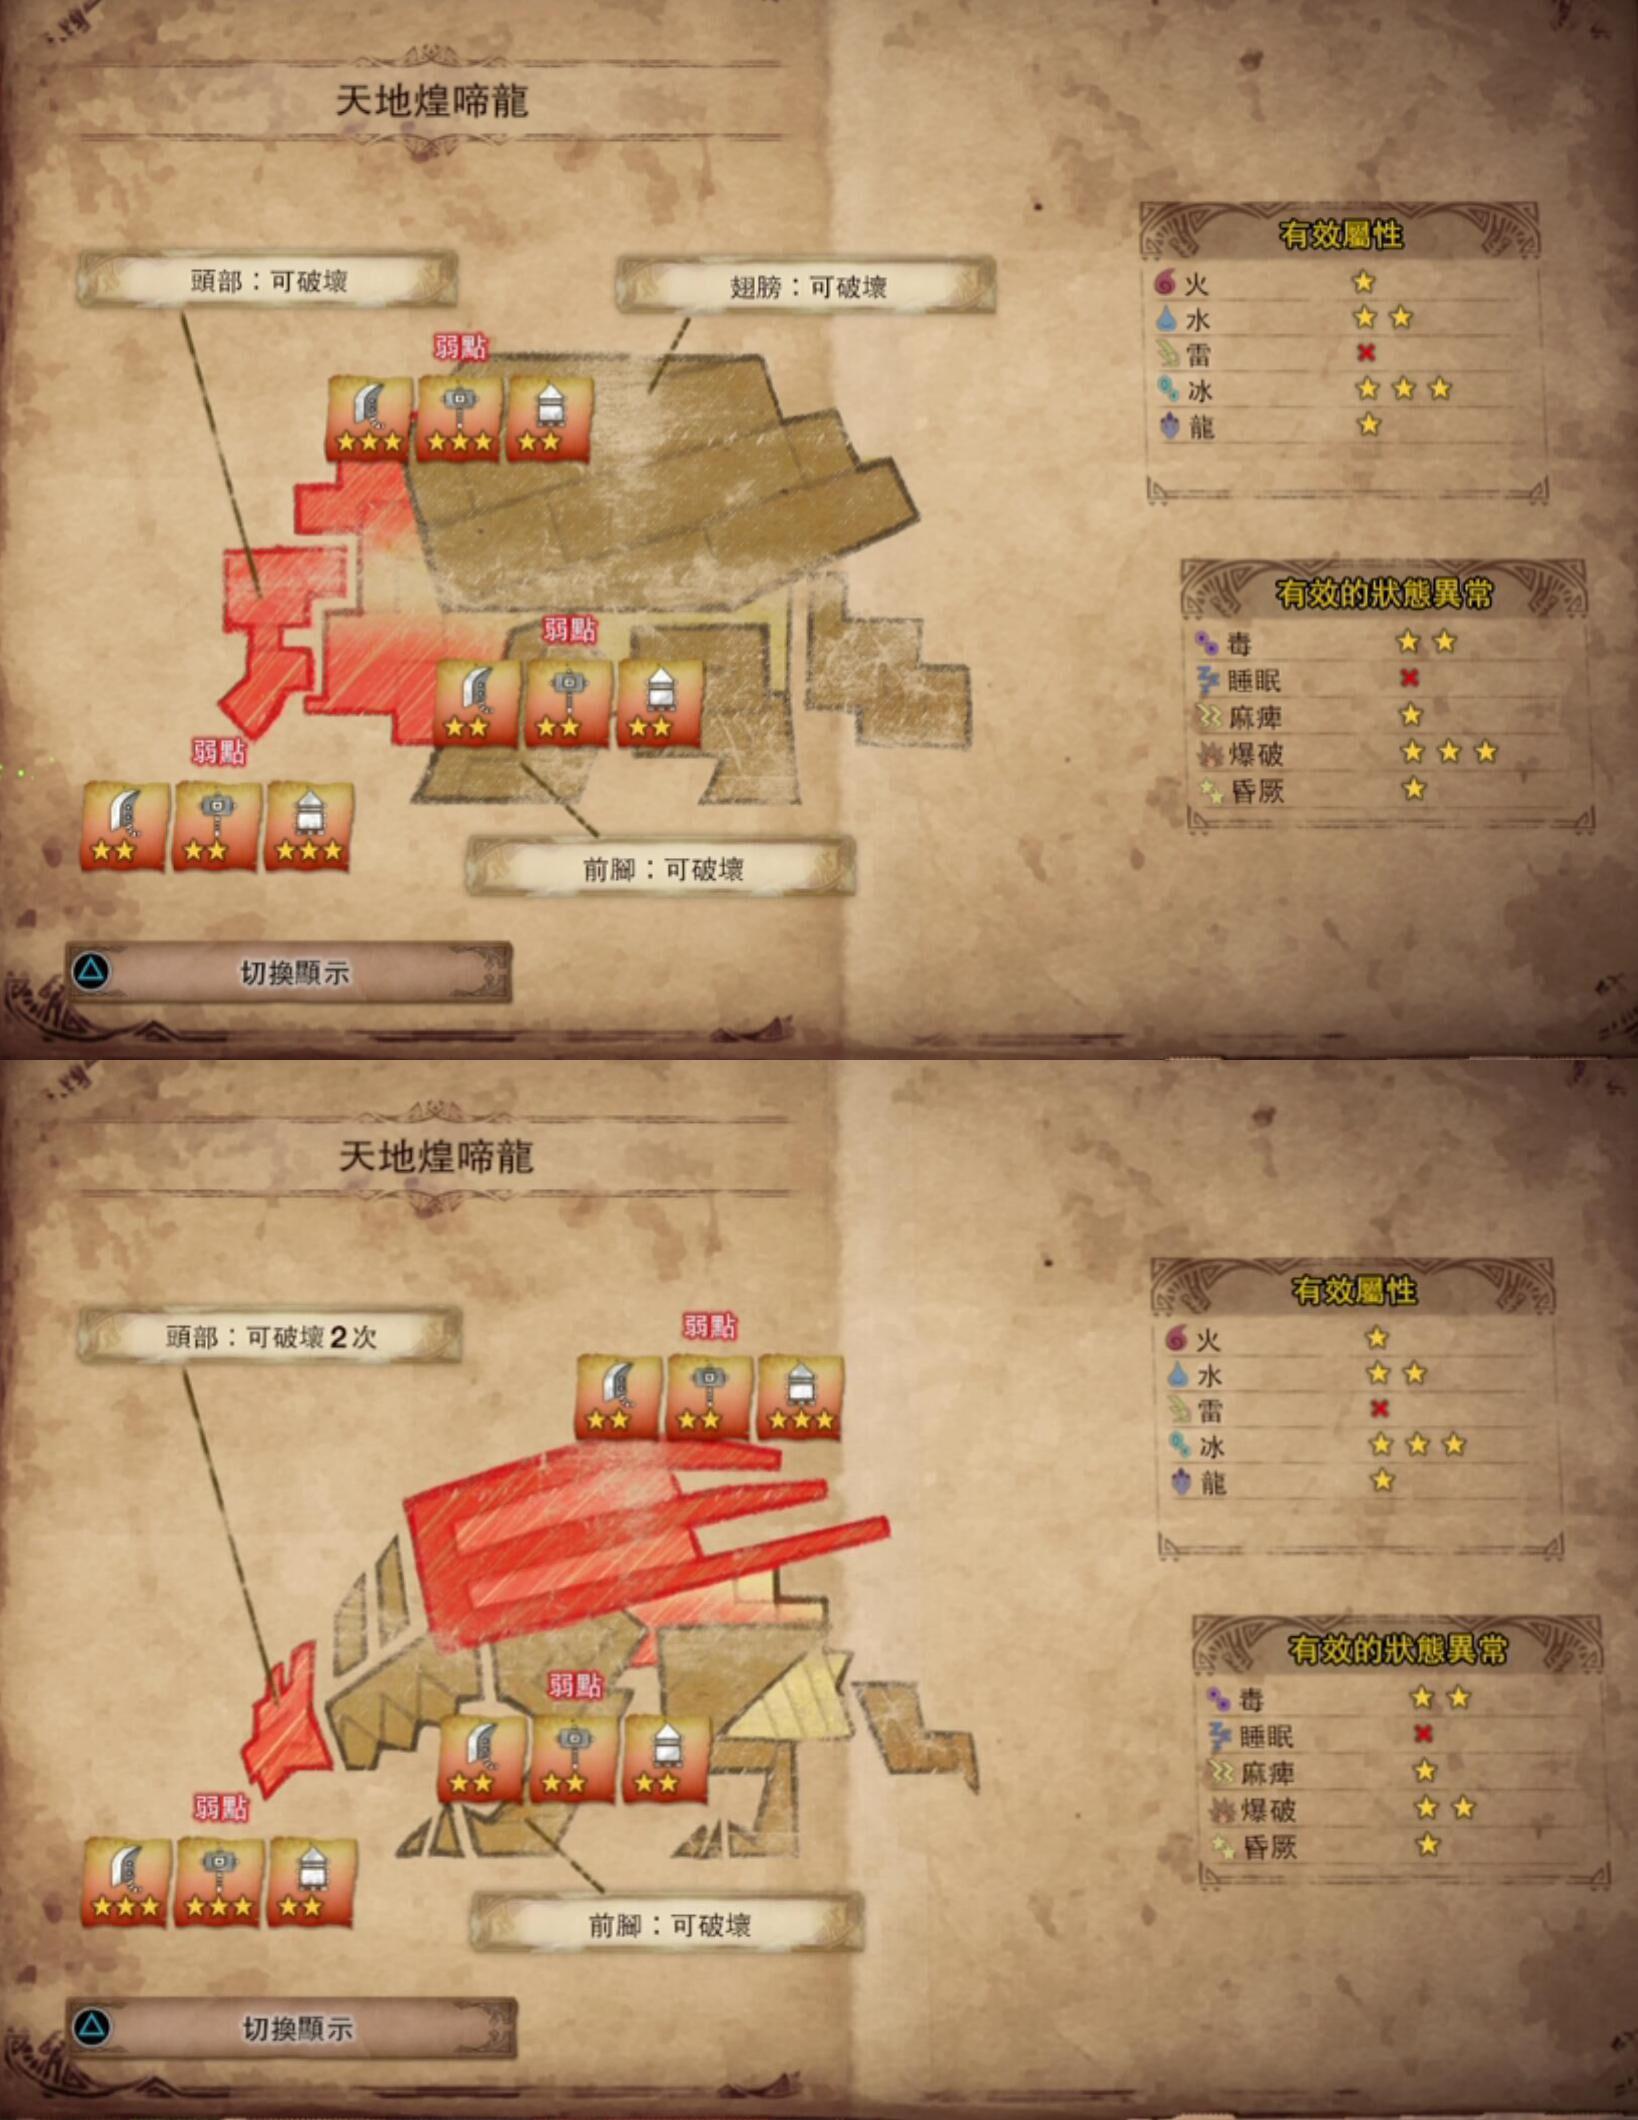 天地煌啼龍
頭部：可破壞
翅膀：可破壞
弱點
弱點
弱點
前腳：可破壞
切換顯示
有效屬性
火
水
雷
冰
龍
有效的狀態異常
毒
睡眠
麻痺
爆破
昏厥
天地煌啼龍
頭部：可破壞2次
弱點
弱點
弱點
前腳：可破壞
切換顯示
有效屬性
火
水
雷
冰
龍
有效的狀態異常
毒
睡眠
麻痺
爆破
昏厥